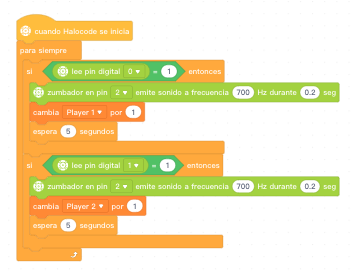 cuando Halocode se inicia
para siempre
si lee pin digital 0 = 1 entonces
zumbador en pin 2 emite sonido a frecuencia 700 Hz durante 0.2 seg
cambia Player 1 por 1
espera 5 segundos
si lee pin digital 1 = 1 entonces
zumbador en pin 2 emite sonido a frecuencia 700 Hz durante 0.2 seg
cambia Player 2 por 1
espera 5 segundos